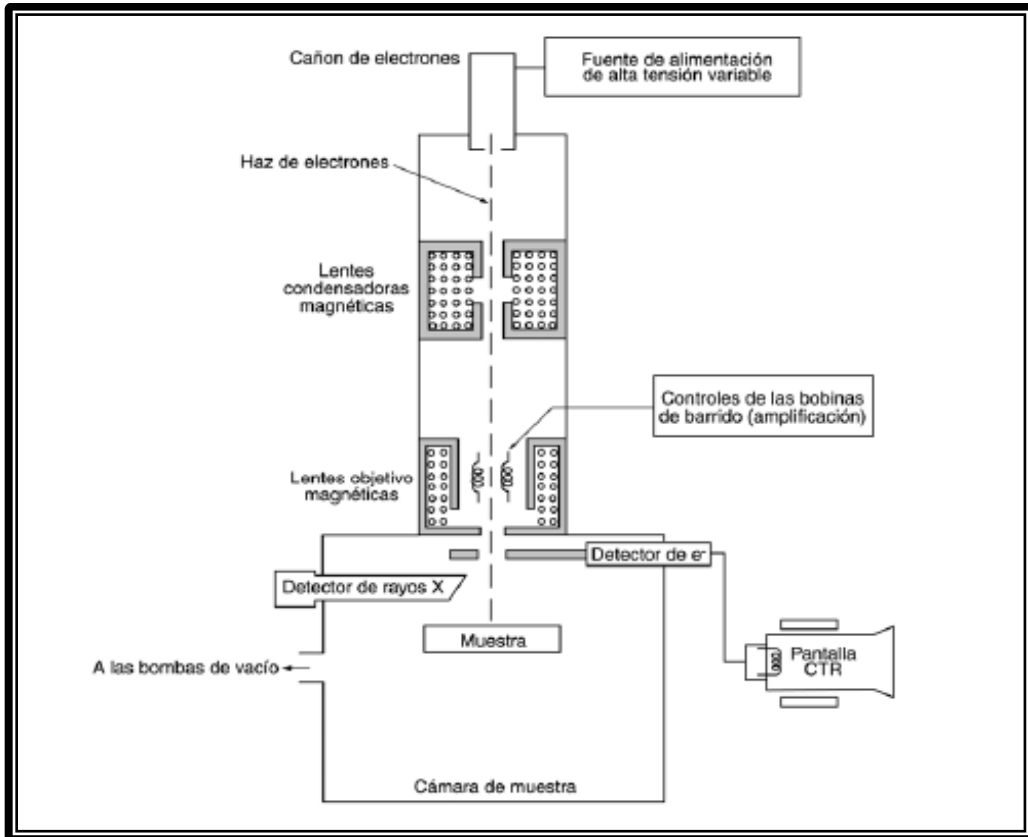 Cañon de electrones
Fuente de alimentación
de alta tensión variable
Haz de electrones
Lentes
condensadoras
magnéticas
Controles de las bobinas
de barrido (amplificación)
Lentes objetivo
magnéticas
Detector de e-
Detector de rayos X
Muestra
A las bombas de vacío
Pantalla
CTR
Cámara de muestra